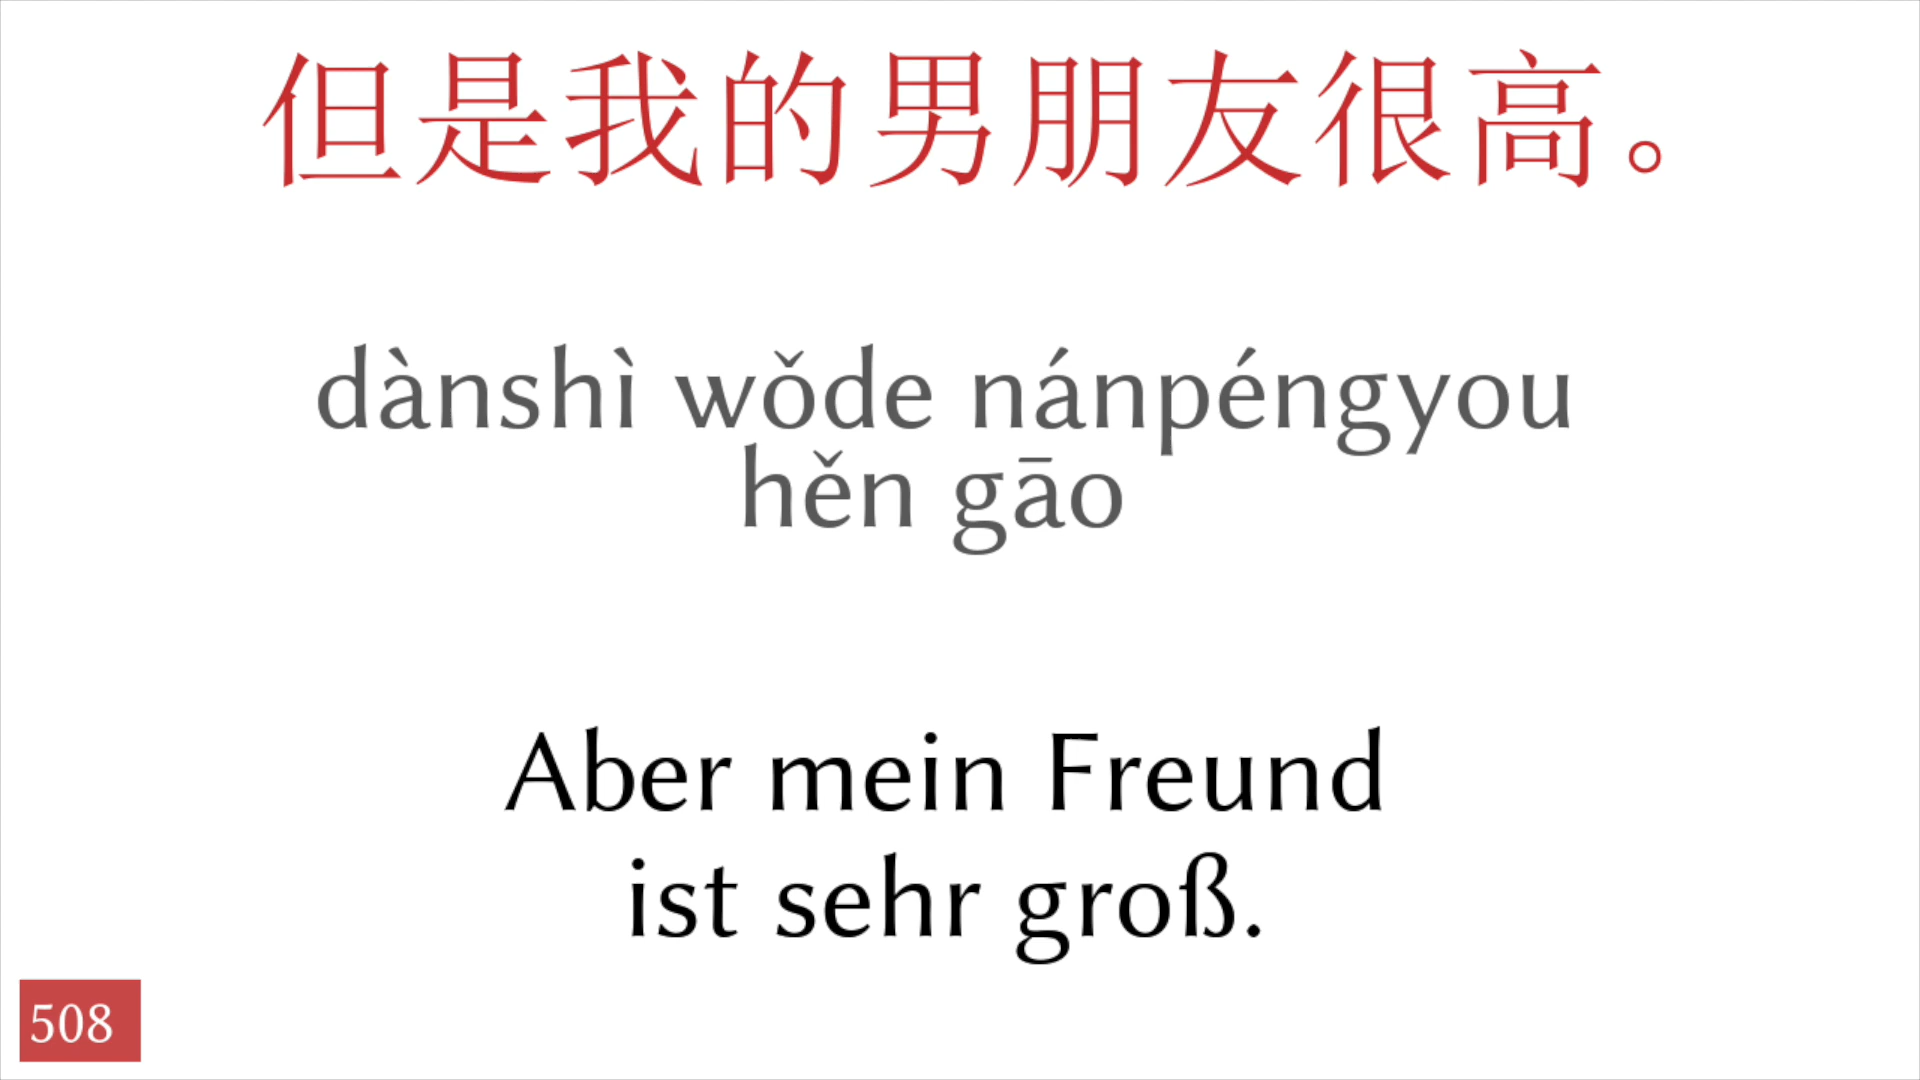 但是我的男朋友很高。
dànshì wǒde nánpéngyou
hěn gāo
Aber mein Freund
ist sehr groß.
508